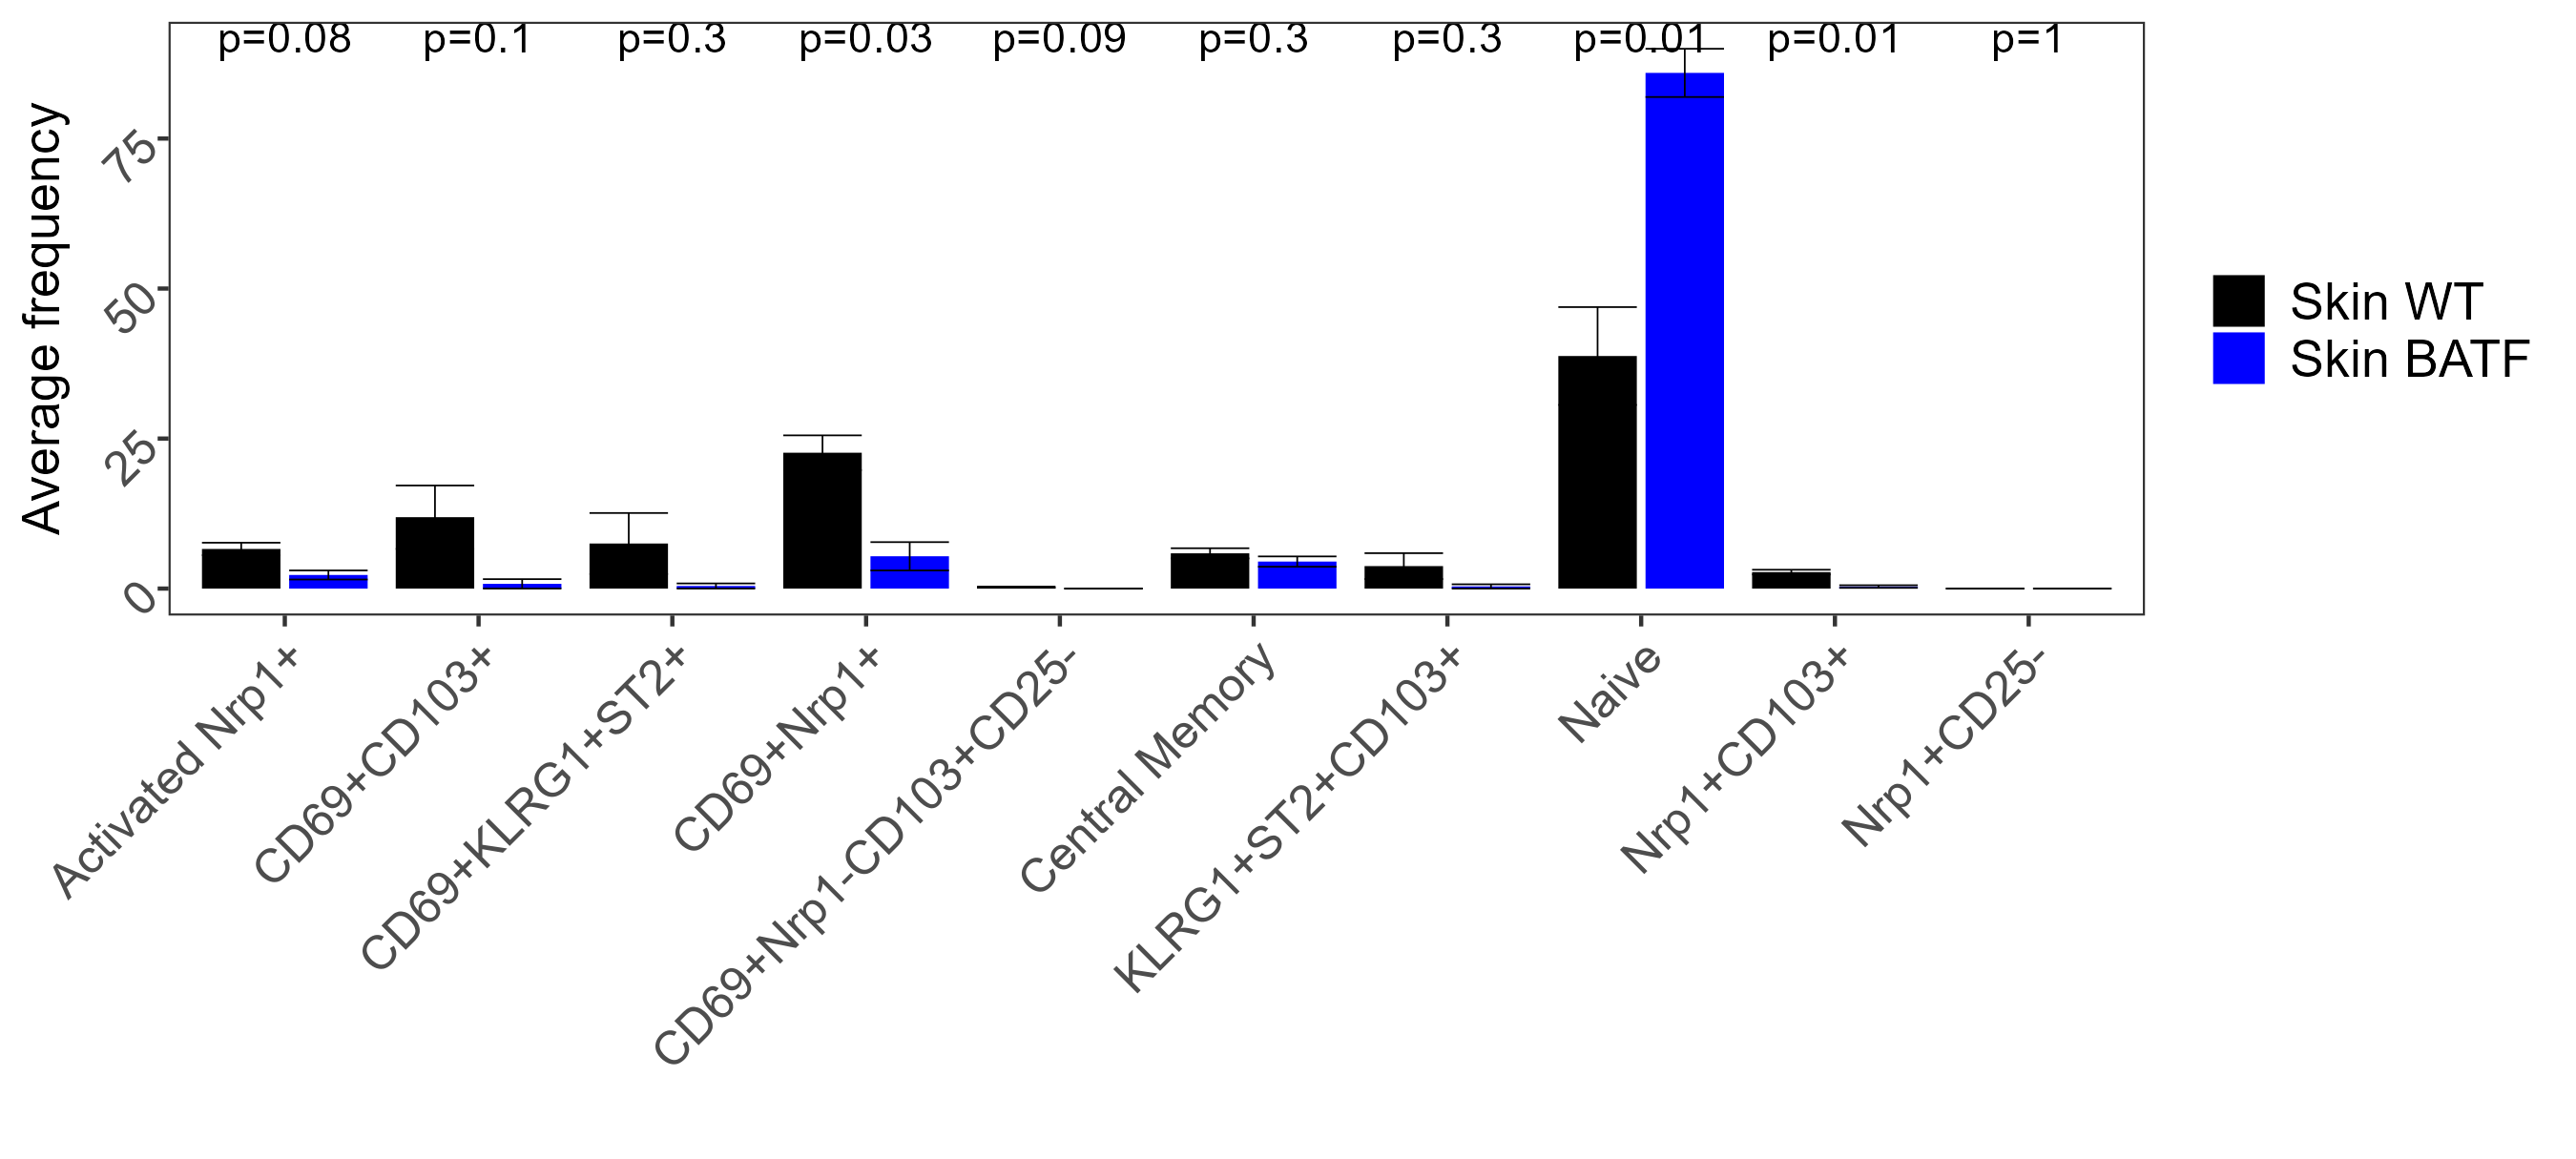 p=0.08 p=0.1 p=0.3 p=0.03 p=0.09 p=0.3 p=0.3 p=0.01 p=0.01 p=1
Average frequency
75
50
25
0
Skin WT
Skin BATF
Activated Nrp1+
CD69+CD103+
CD69+KLRG1+ST2+
CD69+Nrp1+
CD69+Nrp1-CD103+CD25-
Central Memory
KLRG1+ST2+CD103+
Naive
Nrp1+CD103+
Nrp1+CD25-